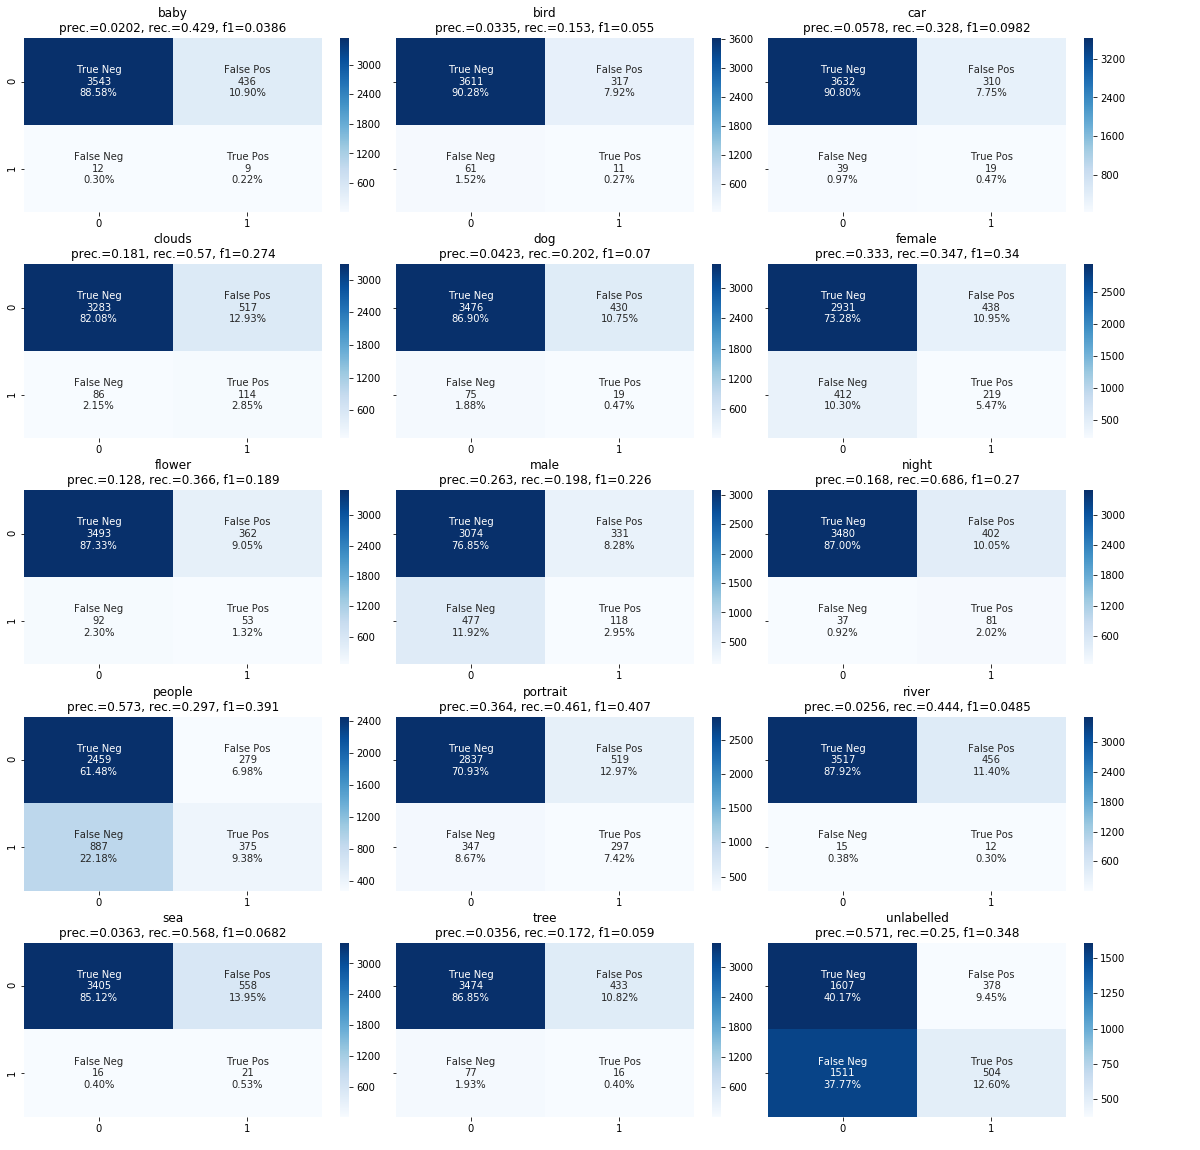 baby
prec.=0.0202, rec.=0.429, f1=0.0386
True Neg
3543
88.58%
False Pos
436
10.90%
False Neg
12
0.30%
True Pos
9
0.22%
0
1
0
1
3000
2400
1800
1200
600
bird
prec.=0.0335, rec.=0.153, f1=0.055
True Neg
3611
90.28%
False Pos
317
7.92%
False Neg
61
1.52%
True Pos
11
0.27%
0
1
3600
3000
2400
1800
1200
600
car
prec.=0.0578, rec.=0.328, f1=0.0982
True Neg
3632
90.80%
False Pos
310
7.75%
False Neg
39
0.97%
True Pos
19
0.47%
0
1
3200
2400
1600
800
clouds
prec.=0.181, rec.=0.57, f1=0.274
True Neg
3283
82.08%
False Pos
517
12.93%
False Neg
86
2.15%
True Pos
114
2.85%
0
1
0
1
3000
2400
1800
1200
600
dog
prec.=0.0423, rec.=0.202, f1=0.07
True Neg
3476
86.90%
False Pos
430
10.75%
False Neg
75
1.88%
True Pos
19
0.47%
0
1
3000
2400
1800
1200
600
female
prec.=0.333, rec.=0.347, f1=0.34
True Neg
2931
73.28%
False Pos
438
10.95%
False Neg
412
10.30%
True Pos
219
5.47%
0
1
2500
2000
1500
1000
500
flower
prec.=0.128, rec.=0.366, f1=0.189
True Neg
3493
87.33%
False Pos
362
9.05%
False Neg
92
2.30%
True Pos
53
1.32%
0
1
0
1
3000
2400
1800
1200
600
male
prec.=0.263, rec.=0.198, f1=0.226
True Neg
3074
76.85%
False Pos
331
8.28%
False Neg
477
11.92%
True Pos
118
2.95%
0
1
3000
2500
2000
1500
1000
500
night
prec.=0.168, rec.=0.686, f1=0.27
True Neg
3480
87.00%
False Pos
402
10.05%
False Neg
37
0.92%
True Pos
81
2.02%
0
1
3000
2400
1800
1200
600
people
prec.=0.573, rec.=0.297, f1=0.391
True Neg
2459
61.48%
False Pos
279
6.98%
False Neg
887
22.18%
True Pos
375
9.38%
0
1
0
1
2400
2000
1600
1200
800
400
portrait
prec.=0.364, rec.=0.461, f1=0.407
True Neg
2837
70.93%
False Pos
519
12.97%
False Neg
347
8.67%
True Pos
297
7.42%
0
1
2500
2000
1500
1000
500
river
prec.=0.0256, rec.=0.444, f1=0.0485
True Neg
3517
87.92%
False Pos
456
11.40%
False Neg
15
0.38%
True Pos
12
0.30%
0
1
3000
2400
1800
1200
600
sea
prec.=0.0363, rec.=0.568, f1=0.0682
True Neg
3405
85.12%
False Pos
558
13.95%
False Neg
16
0.40%
True Pos
21
0.53%
0
1
0
1
3000
2400
1800
1200
600
tree
prec.=0.0356, rec.=0.172, f1=0.059
True Neg
3474
86.85%
False Pos
433
10.82%
False Neg
77
1.93%
True Pos
16
0.40%
0
1
3000
2400
1800
1200
600
unlabelled
prec.=0.571, rec.=0.25, f1=0.348
True Neg
1607
40.17%
False Pos
378
9.45%
False Neg
1511
37.77%
True Pos
504
12.60%
0
1
1500
1250
1000
750
500